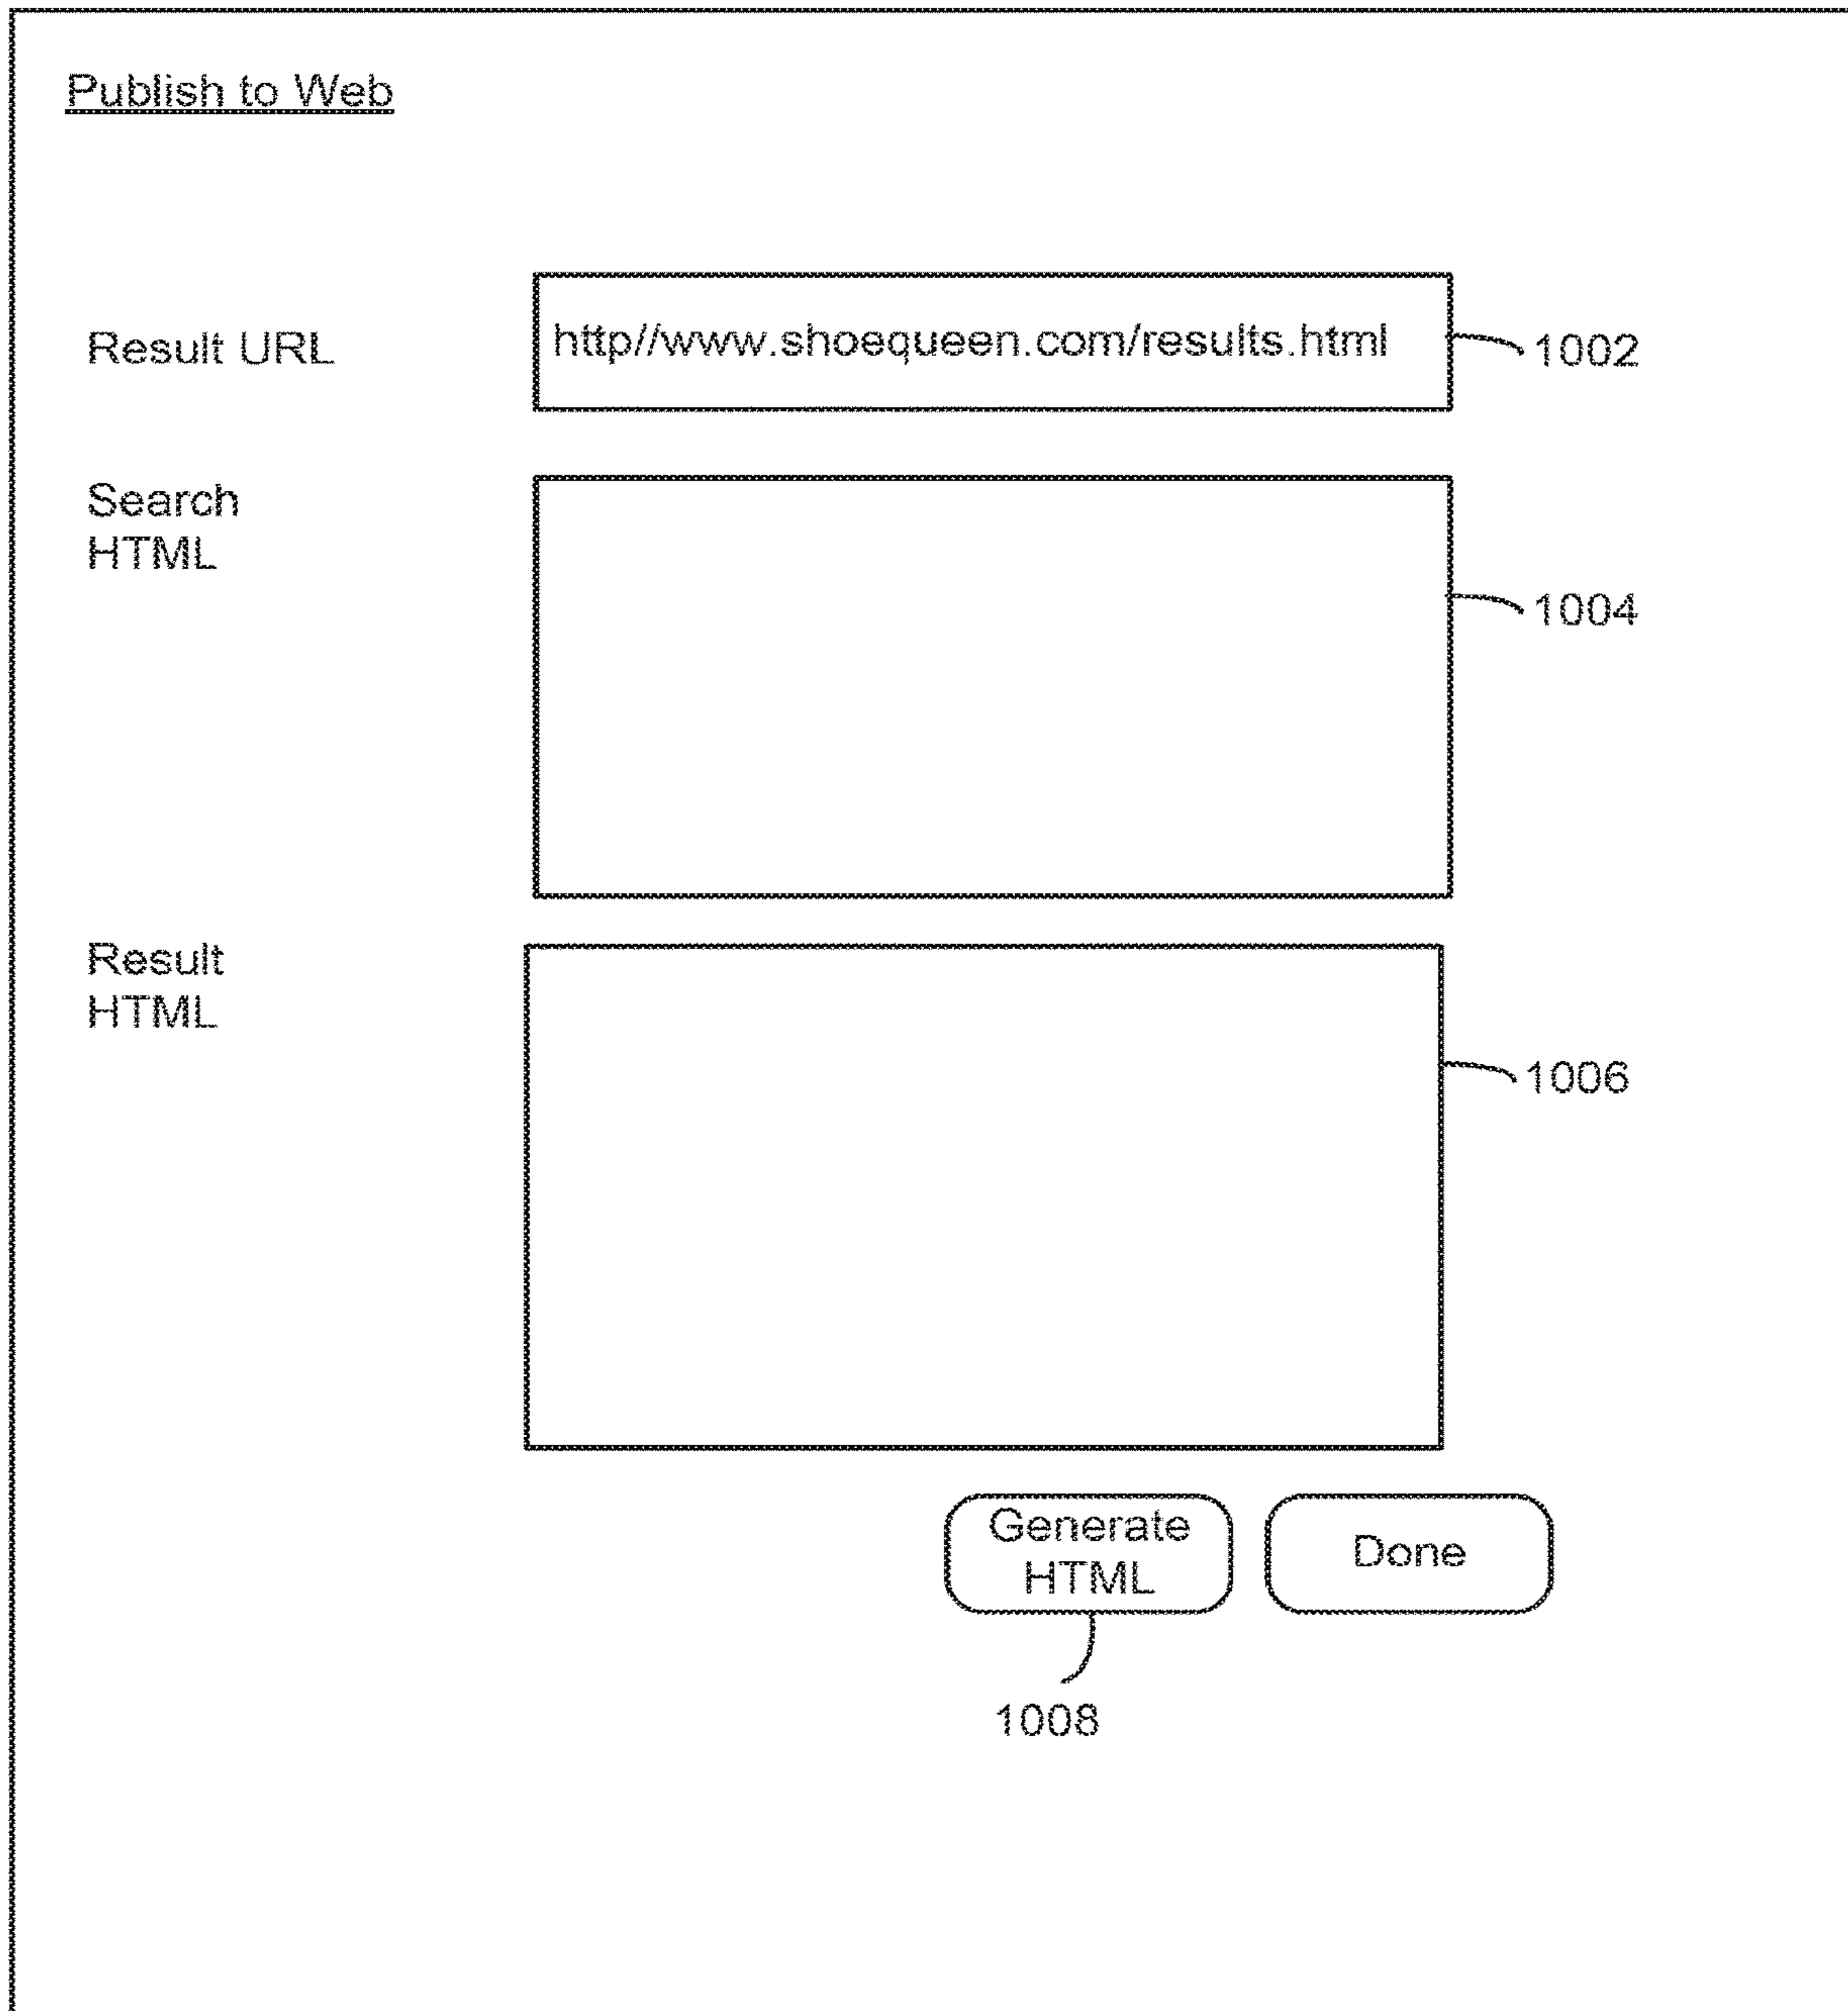 Publish to Web
Result URL
http//www.shoequeen.com/results.html
1002
Search
HTML
1004
Result
HTML
1006
Generate
HTML
Done
1008